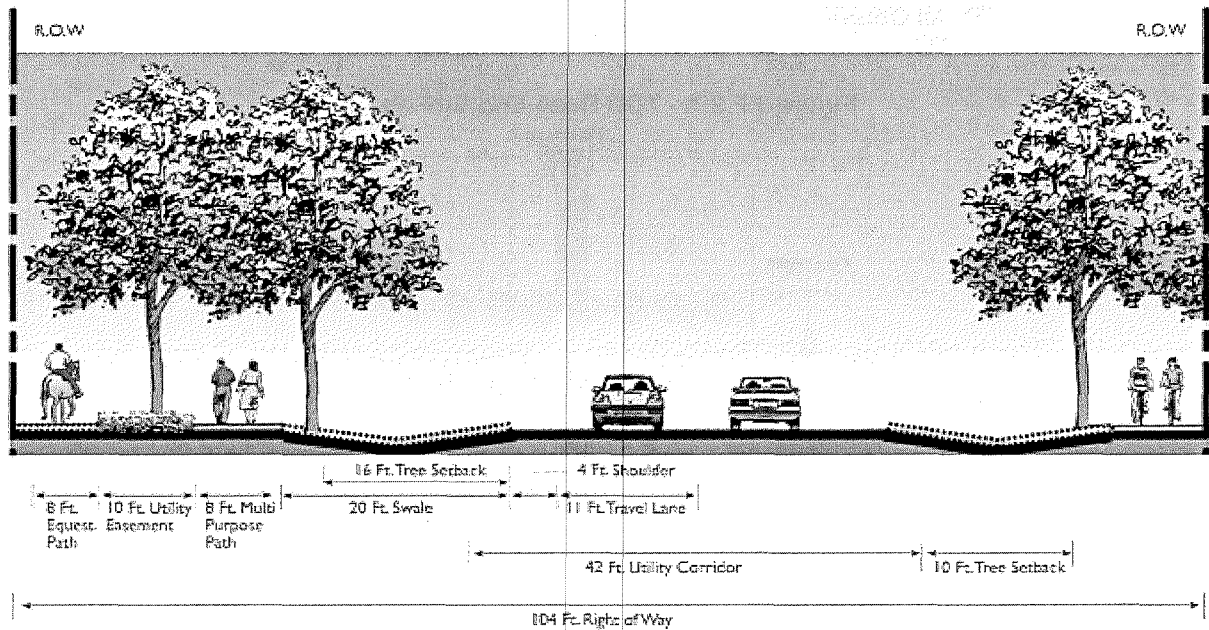 R.O.W
R.O.W
16 Ft. Tree Setback
4 Ft. Shoulder
8 Ft.
Equest.
Path
10 Ft. Utility
Easement
8 Ft. Multi
Purpose
Path
20 Ft. Swale
11 Ft. Travel Lane
42 Ft. Utility Corridor
10 Ft. Tree Setback
104 Ft. Right of Way